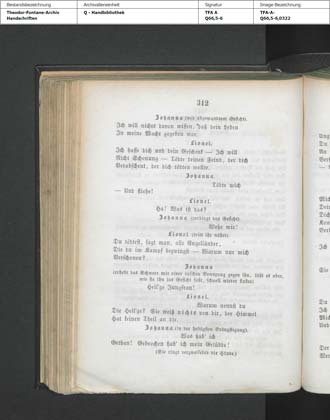 Bestandsbezeichnung
Archivalieneinheit
Signatur
Image-Bezeichnung
Theodor-Fontane-Archiv
Handschriften
Q - Handbibliothek
TFA A
Q66,5-6
TFA-A-
Q66,5-6,0322
312
Johanna (mit abgewandtem Gesicht).
Ich will nichts davon wissen, daß dein Leben
In meine Macht gegeben war.
Lionel.
Ich hasse dich und dein Geschenk — Ich will
Nicht Schonung — Tödte deinen Feind, der dich
Verabscheut, der dich tödten wollte.
Johanna.
Tödte mich
— Und fliehe!
Lionel.
Ha! Was ist das?
Johanna (verbirgt das Gesicht).
Wehe mir!
Lionel (tritt ihr näher).
Du tödtest, sagt man, alle Engelländer,
Die du im Kampf bezwingst — Warum nur mich
Verschonen?
Johanna
(erhebt das Schwert mit einer raschen Bewegung gegen ihn, läßt es aber,
wie sie ihn ins Gesicht faßt, schnell wieder sinken)
Heil'ge Jungfrau!
Lionel.
Warum nennst du
Die Heil'ge? Sie weiß nichts von dir, der Himmel
Hat keinen Theil an dir.
Johanna (in der heftigsten Beängstigung).
Was hab' ich
Gethan! Gebrochen hab' ich mein Gelübde!
(Sie ringt verzweifelnd die Hände)